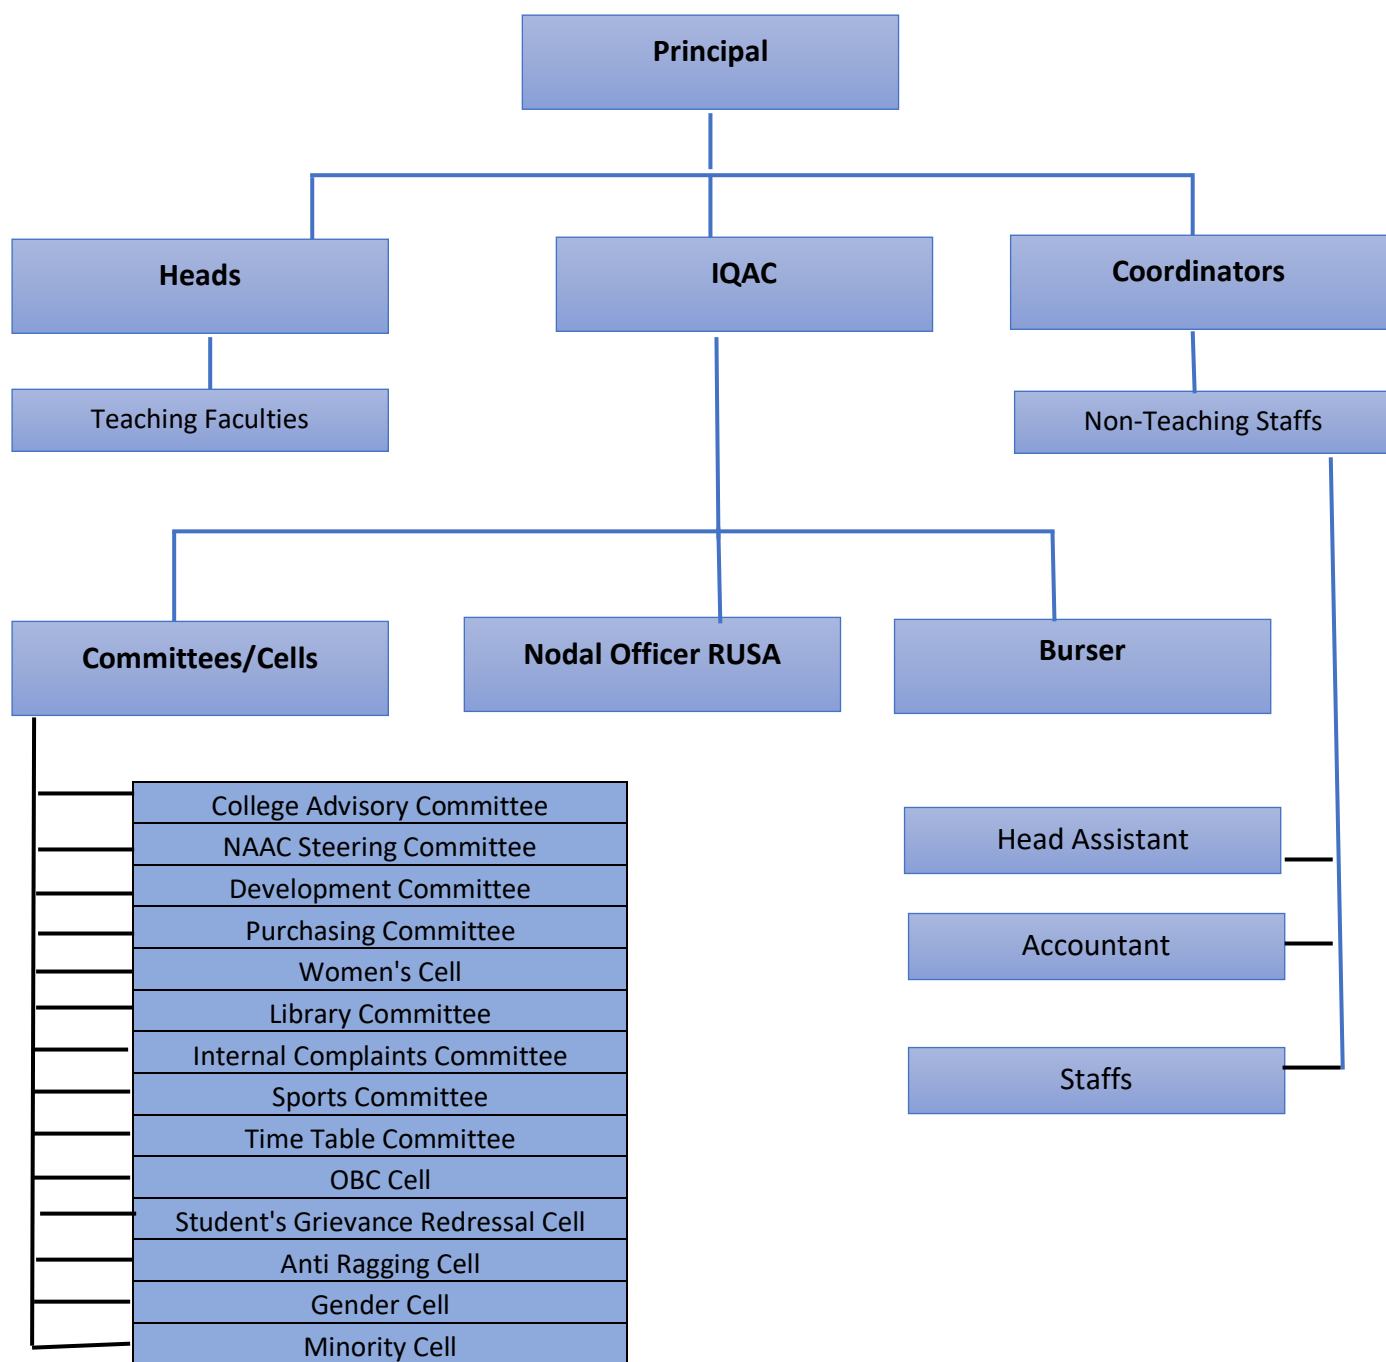 Principal
Heads
IQAC
Coordinators
Teaching Faculties
Non-Teaching Staffs
Committees/Cells
Nodal Officer RUSA
Burser
College Advisory Committee
NAAC Steering Committee
Development Committee
Purchasing Committee
Women's Cell
Library Committee
Internal Complaints Committee
Sports Committee
Time Table Committee
OBC Cell
Student's Grievance Redressal Cell
Anti Ragging Cell
Gender Cell
Minority Cell
Head Assistant
Accountant
Staffs